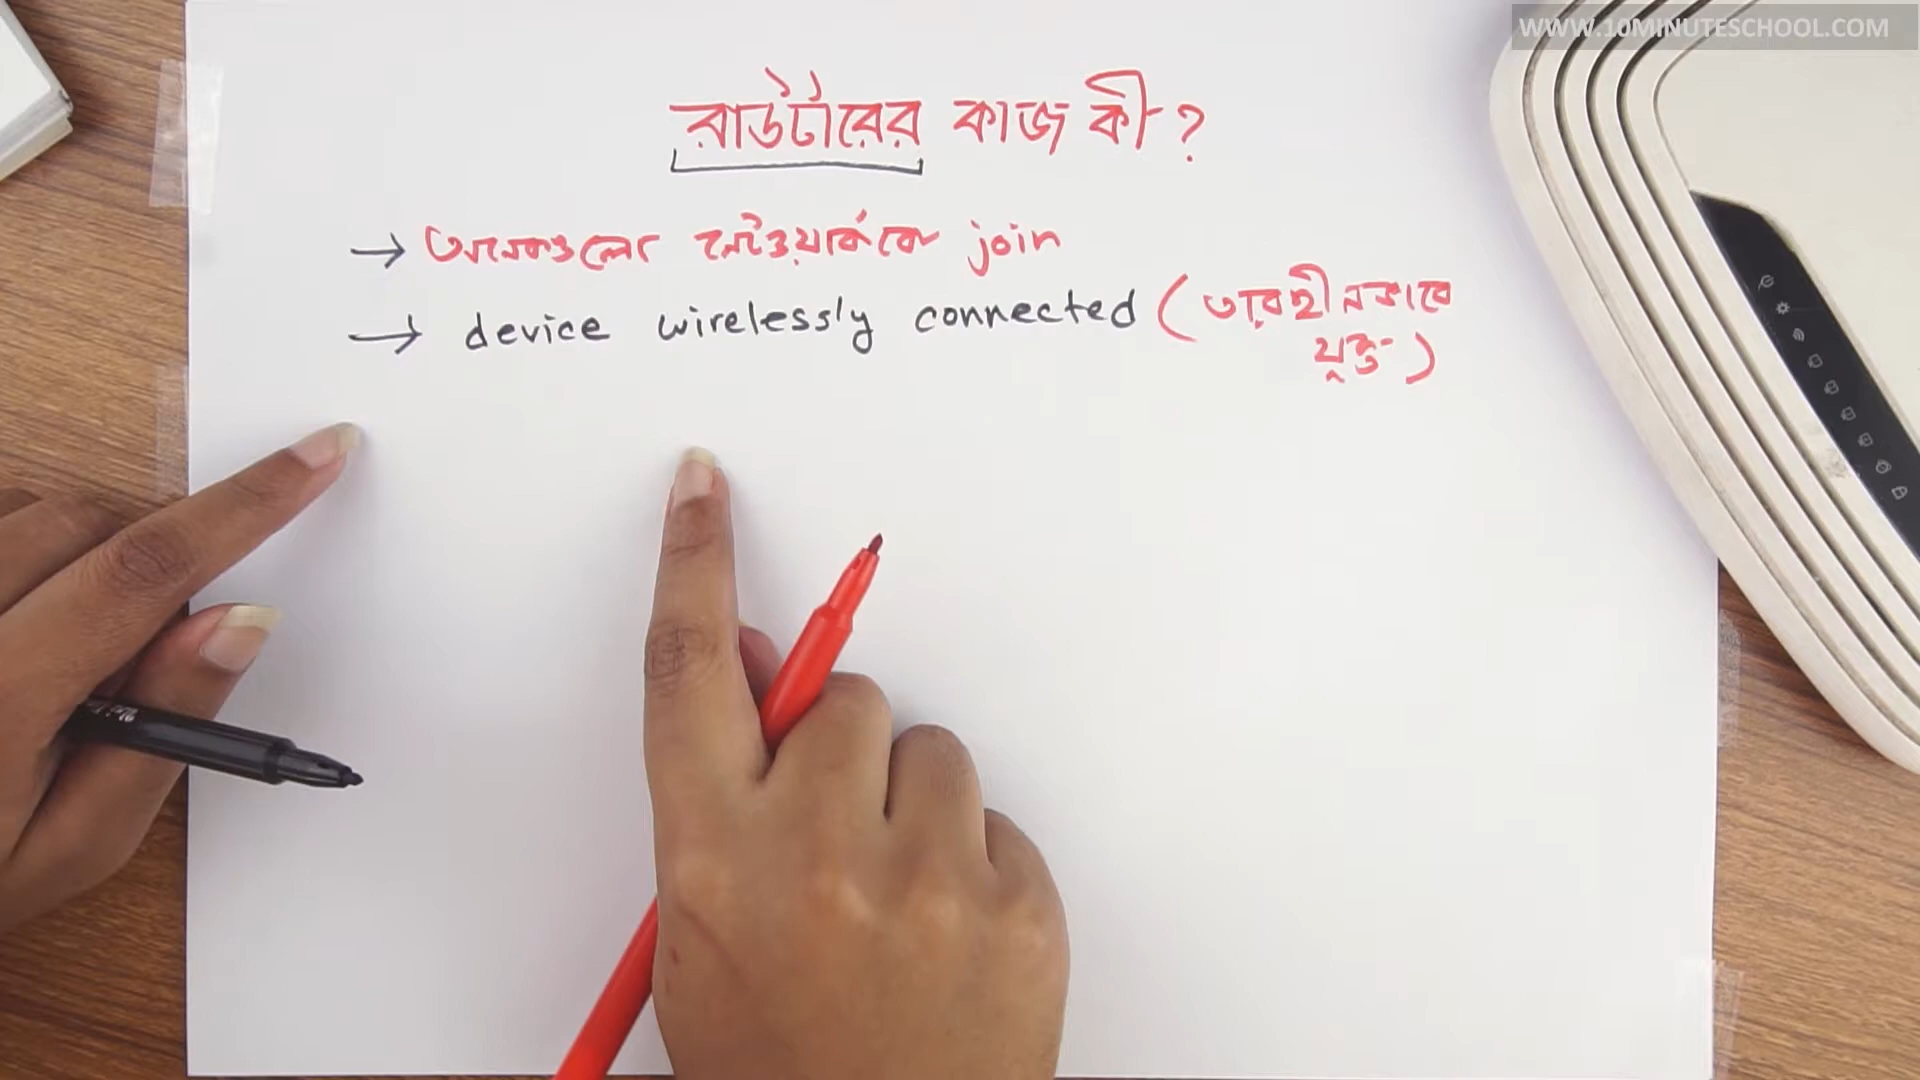 WWW.10MINUTESCHOOL.COM
রাউটারের কাজ কী?
→ অনেকগুলো নেটওয়ার্ককে join
→ device wirelessly connected (তারহীনভাবে
যুক্ত)